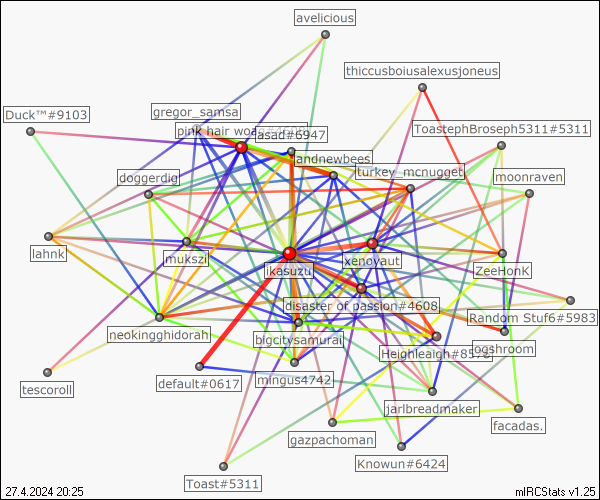 avelicious
thiccusboiusalexusjoneus
Duck™#9103
gregor_samsa
ToastephBroseph5311#5311
pink hair woag
asad#6947
andnewbees
turkey_mcnugget
moonraven
doggerdig
lahnk
mukszi
ikasuzu
xenoyaut
ZeeHonK
disaster of passion#4608
Random Stuf6#5983
neokingghidorah
bigcitysamurai
Heighleaigh#8578
ogshroom
tescoroll
default#0617
mingus4742
jarlbreadmaker
gazpachoman
facadas.
Knowun#6424
Toast#5311
27.4.2024 20:25
mIRCStats v1.25